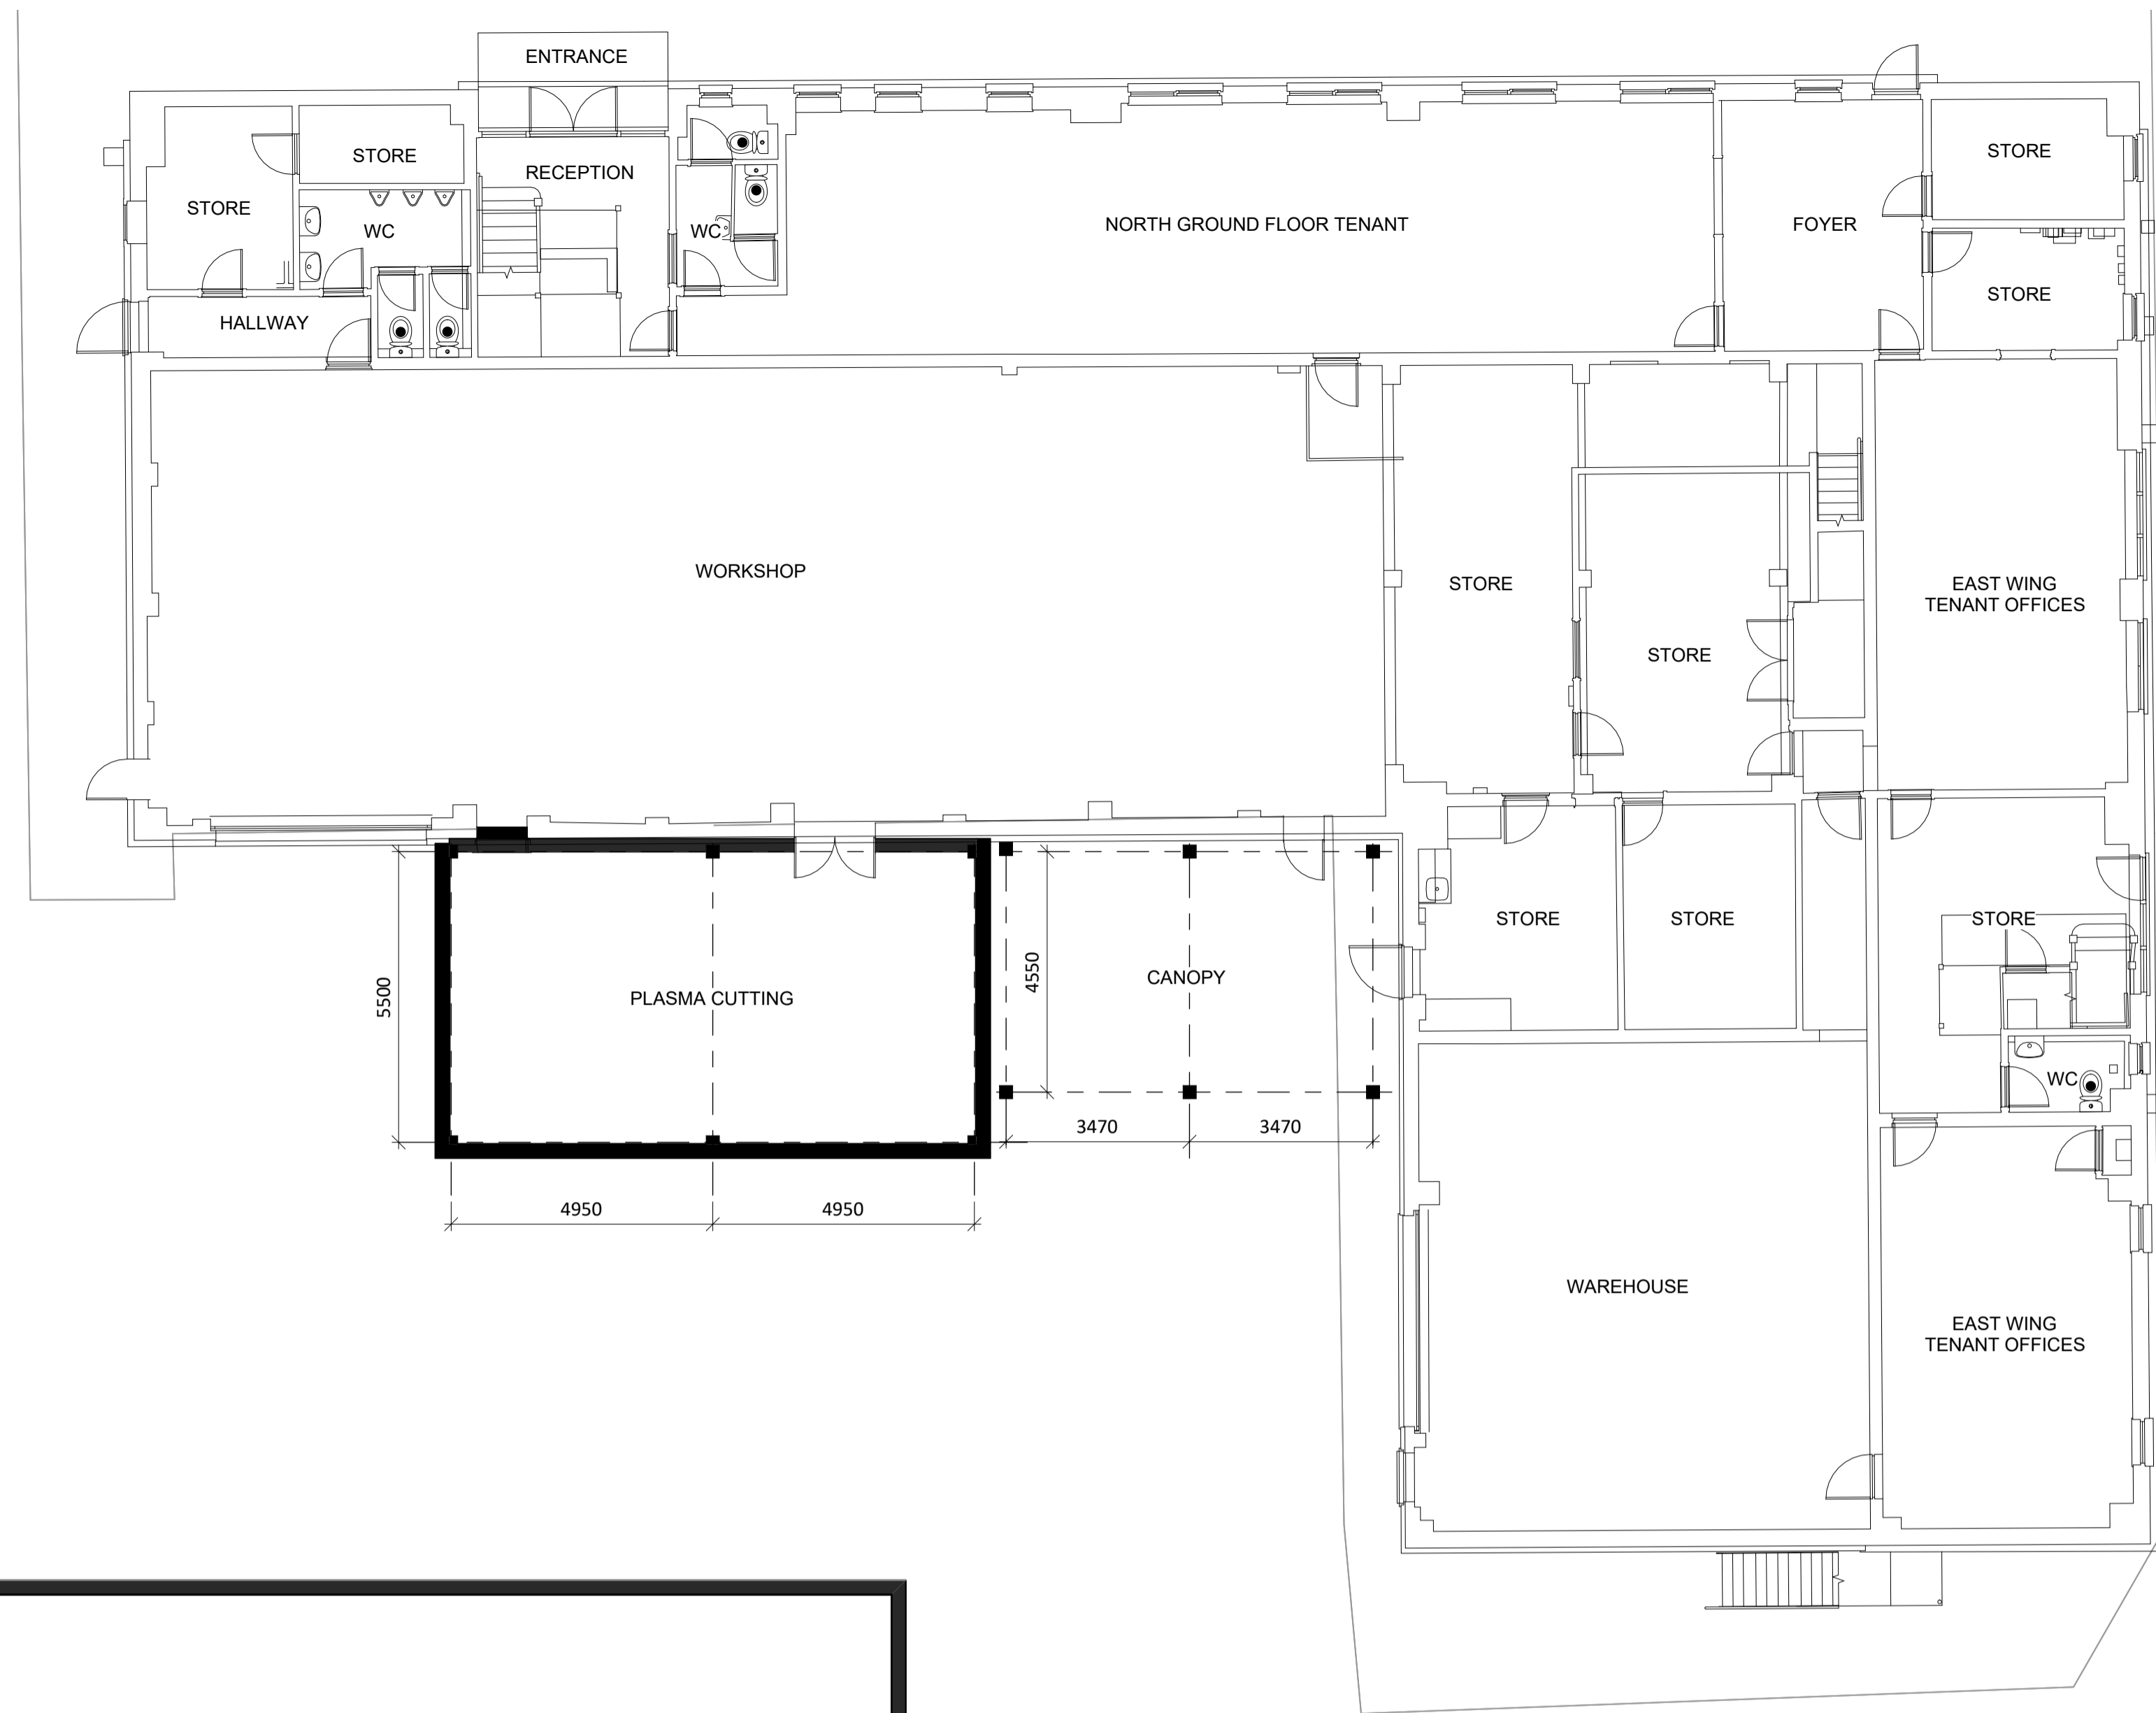 ENTRANCE
STORE
RECEPTION
STORE
STORE
WC
WC
NORTH GROUND FLOOR TENANT
FOYER
STORE
HALLWAY
WORKSHOP
STORE
EAST WING
TENANT OFFICES
STORE
STORE
STORE
STORE
CANOPY
4550
5500
PLASMA CUTTING
WC
3470
3470
4950
4950
WAREHOUSE
EAST WING
TENANT OFFICES